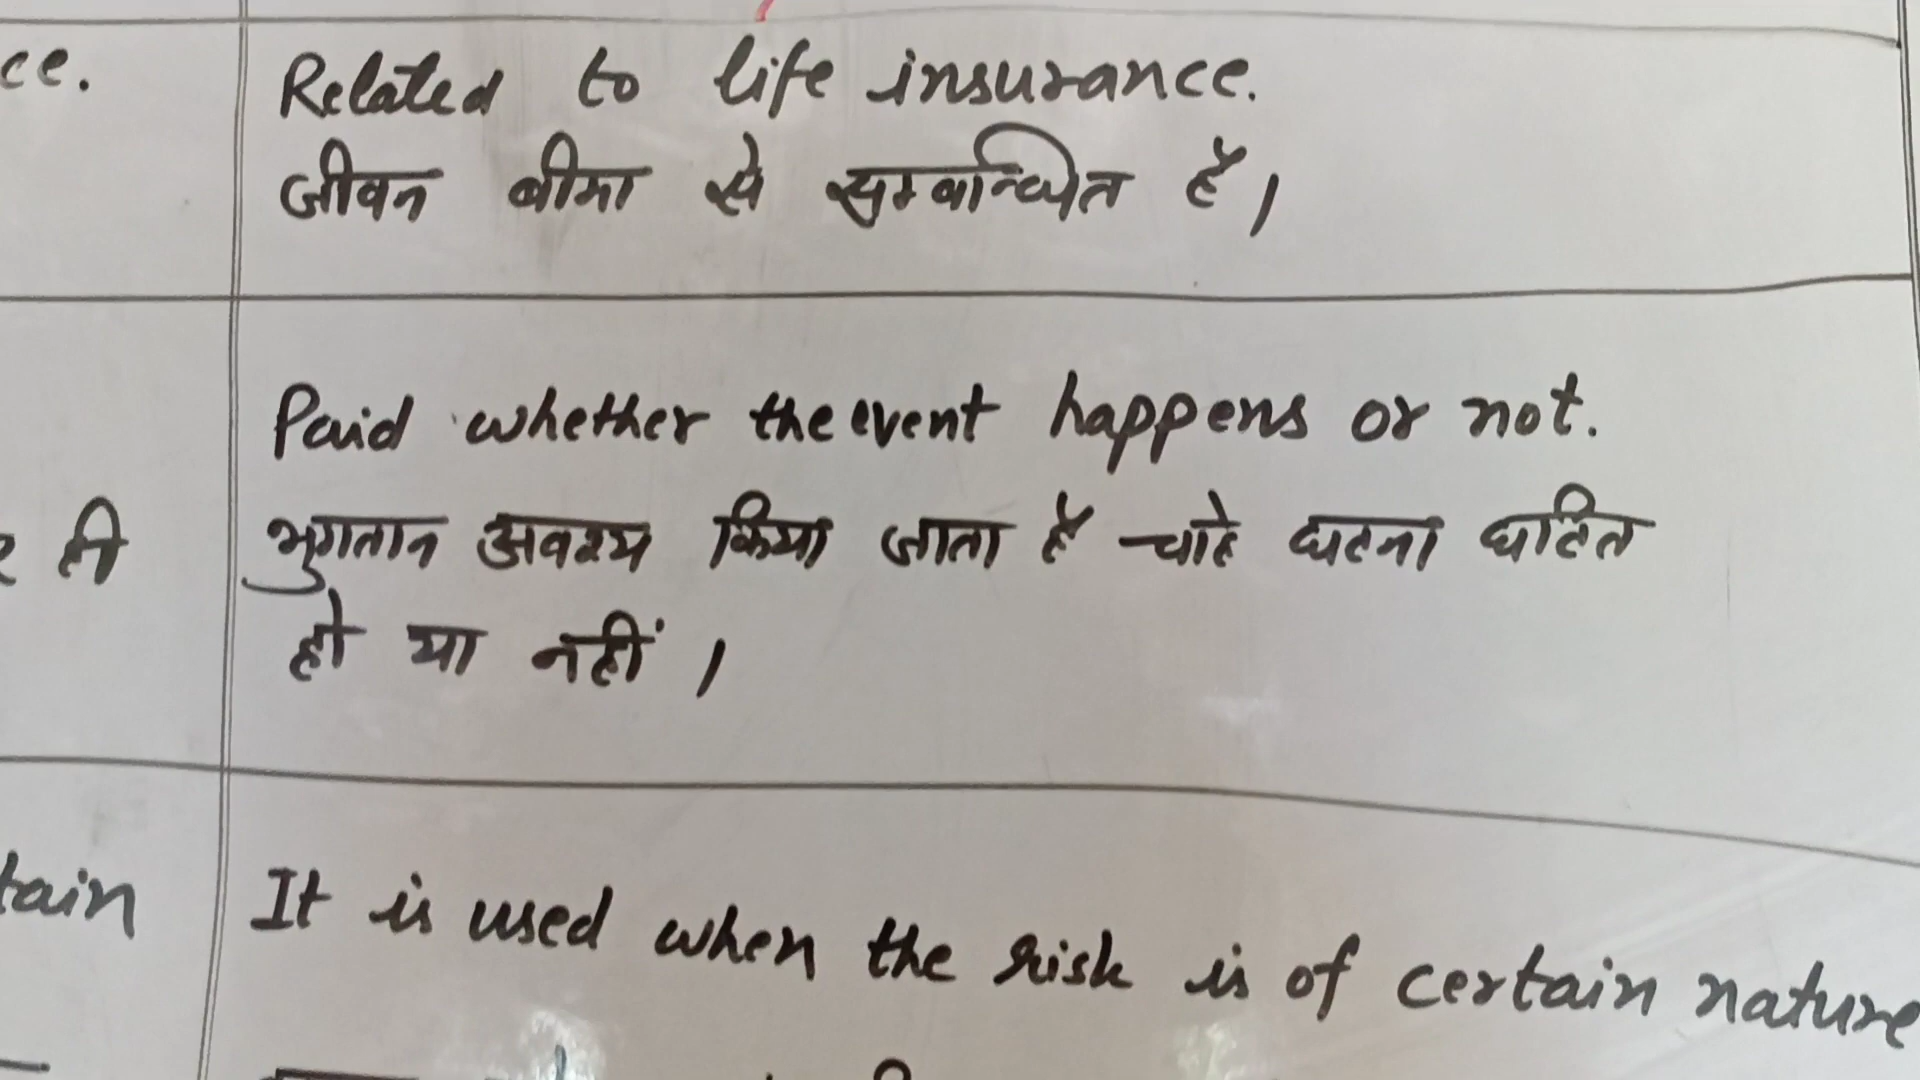 ce.
Related to life insurance.
जीवन बीमा से सम्बन्धित है।
Paid whether the event happens or not.
ही भुगतान अवश्य किया जाता है चाहे घटना घटित
हो या नहीं।
tain
It is used when the risk is of certain nature